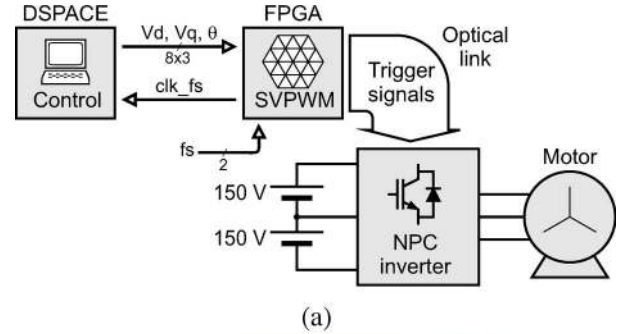 DSPACE
FPGA
Vd, Vq, θ
8x3
Control
clk_fs
SVPWM
Optical
link
Trigger
signals
fs
2
150 V
150 V
NPC
inverter
Motor
(a)